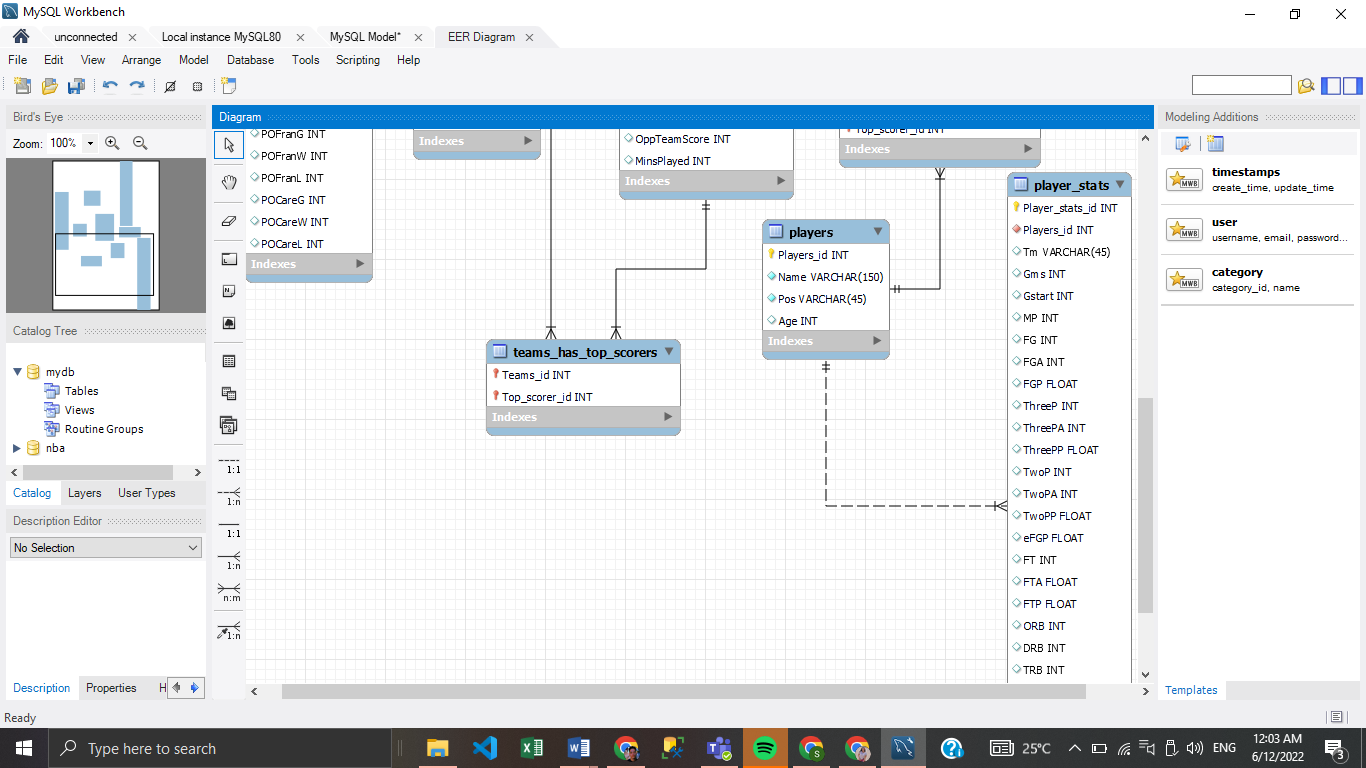 MySQL Workbench
unconnected
Local instance MySQL80
MySQL Model*
EER Diagram
File Edit View Arrange Model Database Tools Scripting Help
Bird's Eye
Zoom: 100%
Catalog Tree
mydb
Tables
Views
Routine Groups
nba
Catalog Layers User Types
Description Editor
No Selection
Description Properties H
Diagram
1:1
1:n
1:1
1:n
n:m
1:n
POFranG INT
POFranW INT
POFranL INT
POCareG INT
POCareW INT
POCareL INT
Indexes
Indexes
OppTeamScore INT
MinsPlayed INT
Indexes
Top_scorer_id INT
Indexes
teams_has_top_scorers
Teams_id INT
Top_scorer_id INT
Indexes
players
Players_id INT
Name VARCHAR(150)
Pos VARCHAR(45)
Age INT
Indexes
player_stats
Player_stats_id INT
Players_id INT
Tm VARCHAR(45)
Gms INT
Gstart INT
MP INT
FG INT
FGA INT
FGP FLOAT
ThreeP INT
ThreePA INT
ThreePP FLOAT
TwoP INT
TwoPA INT
TwoPP FLOAT
eFGP FLOAT
FT INT
FTA FLOAT
FTP FLOAT
ORB INT
DRB INT
TRB INT
Modeling Additions
MWB
timestamps
create_time, update_time
MWB
user
username, email, password...
MWB
category
category_id, name
Templates
Ready
Type here to search
25°C
ENG
12:03 AM
6/12/2022
3